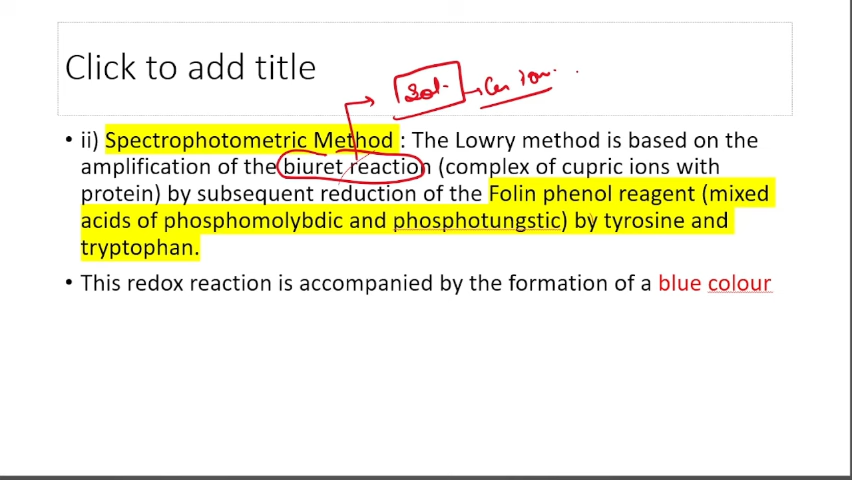 Click to add title
Sol. → Cu ion.
• ii) Spectrophotometric Method : The Lowry method is based on the
amplification of the biuret reaction (complex of cupric ions with
protein) by subsequent reduction of the Folin phenol reagent (mixed
acids of phosphomolybdic and phosphotungstic) by tyrosine and
tryptophan.
• This redox reaction is accompanied by the formation of a blue colour